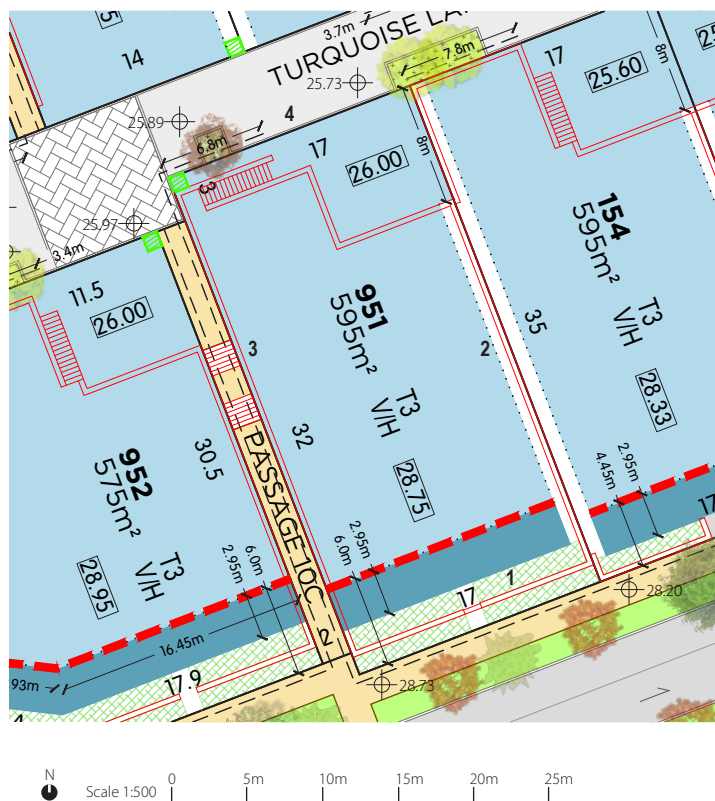 5
14
3.7m
TURQUOISE LA
25.73
7.8m
17
25.60
8m
25.89
6.8m
4
17
26.00
8m
3
25.97
3.4m
11.5
26.00
3
951
595m²
T3
V/H
28.75
2
35
154
595m²
T3
V/H
28.33
952
575m²
T3
V/H
28.95
30.5
32
PASSAGE 10C
2
2.95m
6.0m
6.0m
2.95m
4.45m
2.95m
17
16.45m
.93m
17.9
4
1
17
28.20
28.73
N
Scale 1:500
0
5m
10m
15m
20m
25m